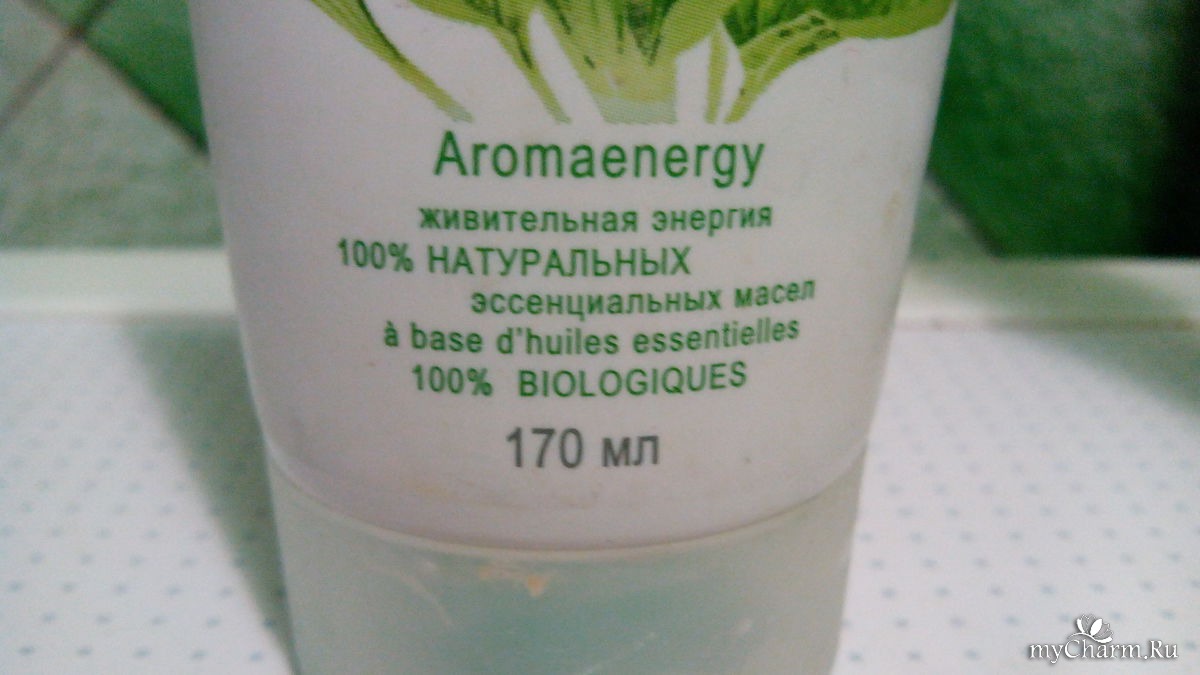 Aromaenergy
живительная энергия
100% НАТУРАЛЬНЫХ
эссенциальных масел
à base d'huiles essentielles
100% BIOLOGIQUES
170 мл
myCharm.Ru